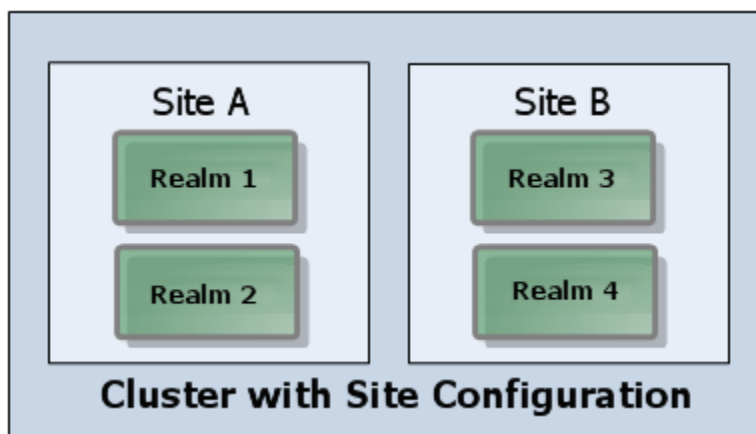 Site A
Realm 1
Realm 2
Site B
Realm 3
Realm 4
Cluster with Site Configuration